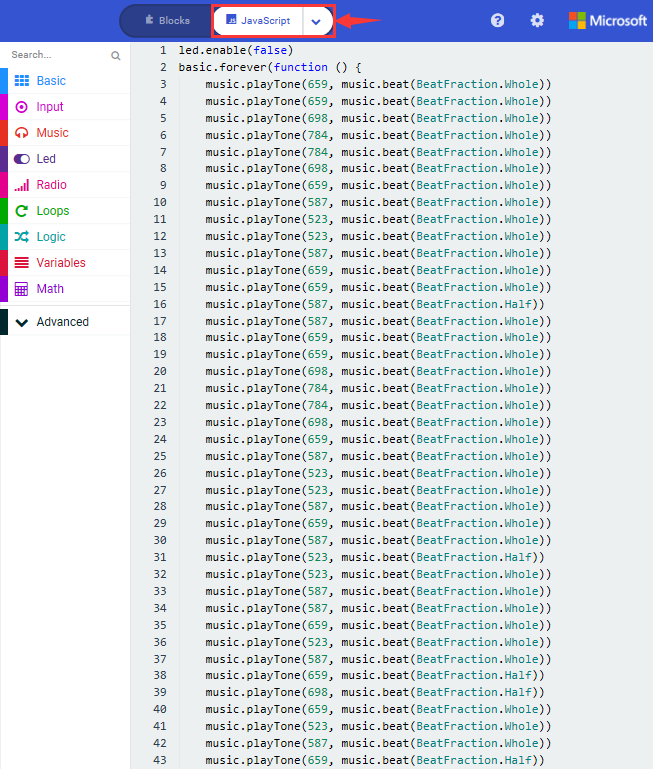 Blocks
JavaScript
Microsoft
Search...
Basic
Input
Music
Led
Radio
Loops
Logic
Variables
Math
Advanced
1 led.enable(false)
2 basic.forever(function () {
3 music.playTone(659, music.beat(BeatFraction.Whole))
4 music.playTone(659, music.beat(BeatFraction.Whole))
5 music.playTone(698, music.beat(BeatFraction.Whole))
6 music.playTone(784, music.beat(BeatFraction.Whole))
7 music.playTone(784, music.beat(BeatFraction.Whole))
8 music.playTone(698, music.beat(BeatFraction.Whole))
9 music.playTone(659, music.beat(BeatFraction.Whole))
10 music.playTone(587, music.beat(BeatFraction.Whole))
11 music.playTone(523, music.beat(BeatFraction.Whole))
12 music.playTone(523, music.beat(BeatFraction.Whole))
13 music.playTone(587, music.beat(BeatFraction.Whole))
14 music.playTone(659, music.beat(BeatFraction.Whole))
15 music.playTone(659, music.beat(BeatFraction.Whole))
16 music.playTone(587, music.beat(BeatFraction.Half))
17 music.playTone(587, music.beat(BeatFraction.Whole))
18 music.playTone(659, music.beat(BeatFraction.Whole))
19 music.playTone(659, music.beat(BeatFraction.Whole))
20 music.playTone(698, music.beat(BeatFraction.Whole))
21 music.playTone(784, music.beat(BeatFraction.Whole))
22 music.playTone(784, music.beat(BeatFraction.Whole))
23 music.playTone(698, music.beat(BeatFraction.Whole))
24 music.playTone(659, music.beat(BeatFraction.Whole))
25 music.playTone(587, music.beat(BeatFraction.Whole))
26 music.playTone(523, music.beat(BeatFraction.Whole))
27 music.playTone(523, music.beat(BeatFraction.Whole))
28 music.playTone(587, music.beat(BeatFraction.Whole))
29 music.playTone(659, music.beat(BeatFraction.Whole))
30 music.playTone(587, music.beat(BeatFraction.Whole))
31 music.playTone(523, music.beat(BeatFraction.Half))
32 music.playTone(523, music.beat(BeatFraction.Whole))
33 music.playTone(587, music.beat(BeatFraction.Whole))
34 music.playTone(587, music.beat(BeatFraction.Whole))
35 music.playTone(659, music.beat(BeatFraction.Whole))
36 music.playTone(523, music.beat(BeatFraction.Whole))
37 music.playTone(587, music.beat(BeatFraction.Whole))
38 music.playTone(659, music.beat(BeatFraction.Half))
39 music.playTone(698, music.beat(BeatFraction.Half))
40 music.playTone(659, music.beat(BeatFraction.Whole))
41 music.playTone(523, music.beat(BeatFraction.Whole))
42 music.playTone(587, music.beat(BeatFraction.Whole))
43 music.playTone(659, music.beat(BeatFraction.Half))